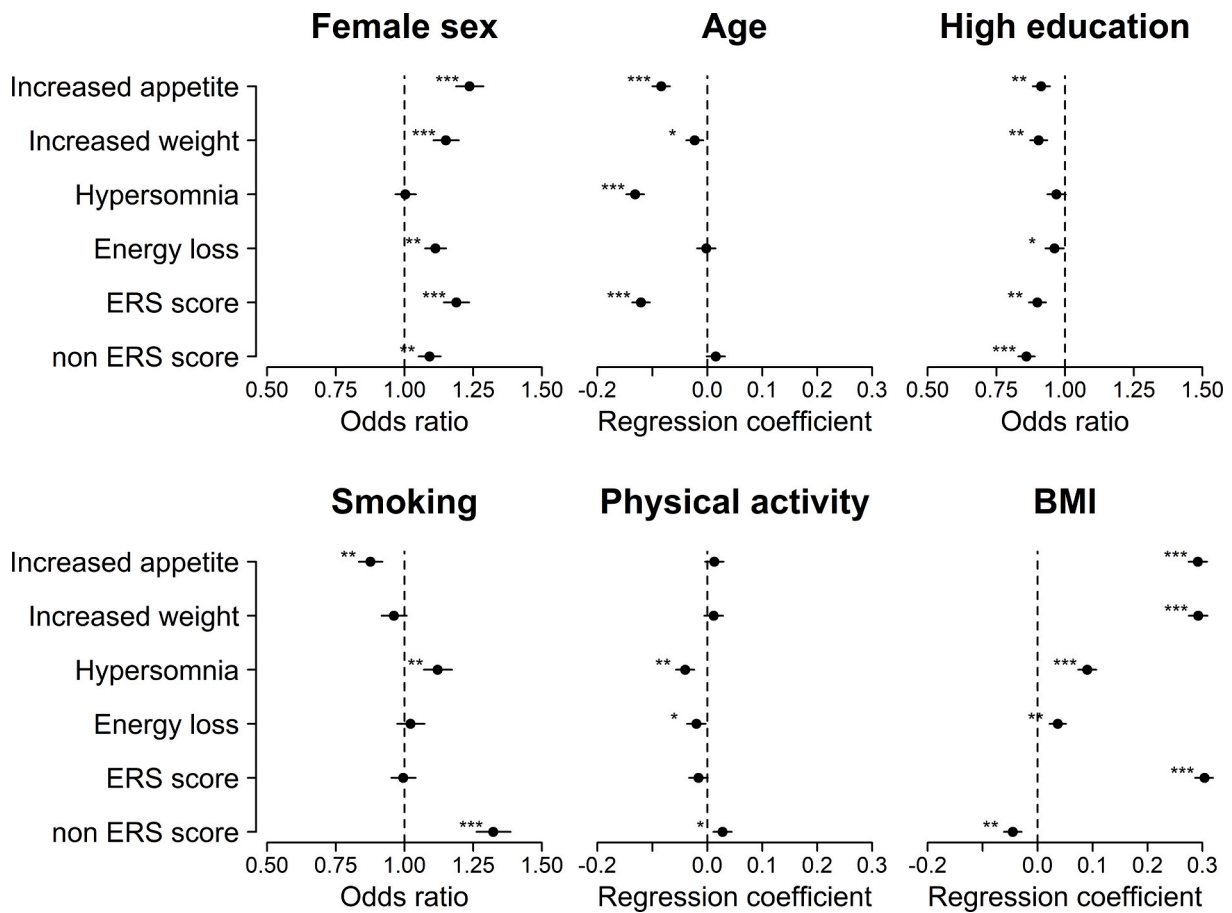 Female sex Age High education
Increased appetite *** *** **
Increased weight *** * **
Hypersomnia ***
Energy loss ** *
ERS score *** *** **
non ERS score ** ***
0.50 0.75 1.00 1.25 1.50 -0.2 0.0 0.1 0.2 0.3 0.50 0.75 1.00 1.25 1.50
Odds ratio Regression coefficient Odds ratio
Smoking Physical activity BMI
Increased appetite ** ***
Increased weight ***
Hypersomnia ** ** ***
Energy loss * **
ERS score ***
non ERS score *** * **
0.50 0.75 1.00 1.25 1.50 -0.2 0.0 0.1 0.2 0.3 -0.2 0.0 0.1 0.2 0.3
Odds ratio Regression coefficient Regression coefficient